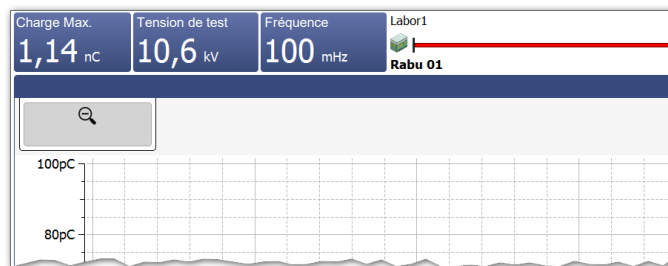 Charge Max.
1,14 nC
Tension de test
10,6 kV
Fréquence
100 mHz
Labor1
Rabu 01
100pC
80pC